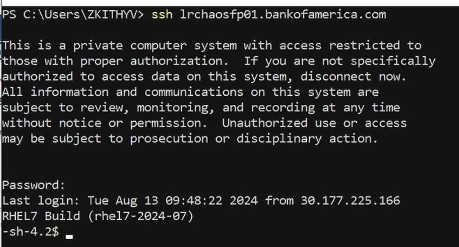 PS C:\Users\ZKITHYV> ssh lrchaosfp01.bankofamerica.com
This is a private computer system with access restricted to
those with proper authorization.  If you are not specifically
authorized to access data on this system, disconnect now.
All information and communications on this system are
subject to review, monitoring, and recording at any time
without notice or permission.  Unauthorized use or access
may be subject to prosecution or disciplinary action.
Password:
Last login: Tue Aug 13 09:48:22 2024 from 30.177.225.166
RHEL7 Build (rhel7-2024-07)
-sh-4.2$